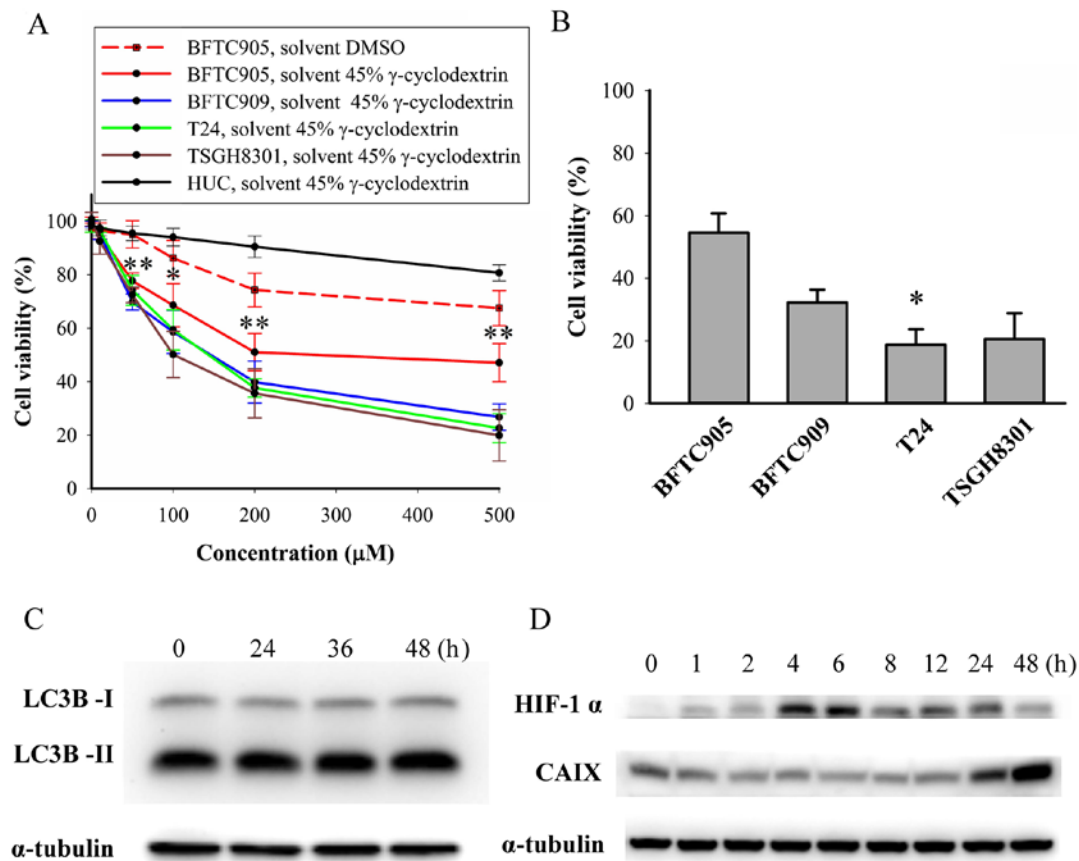 A
BFTC905, solvent DMSO
BFTC905, solvent 45% γ-cyclodextrin
BFTC909, solvent 45% γ-cyclodextrin
T24, solvent 45% γ-cyclodextrin
TSGH8301, solvent 45% γ-cyclodextrin
HUC, solvent 45% γ-cyclodextrin
Cell viability (%)
100
80
60
40
20
0
** * ** **
0 100 200 300 400 500
Concentration (μM)
B
Cell viability (%)
100
80
60
40
20
0
*
BFTC905 BFTC909 T24 TSGH8301
C
0 24 36 48 (h)
LC3B -I
LC3B -II
α-tubulin
D
0 1 2 4 6 8 12 24 48 (h)
HIF-1 α
CAIX
α-tubulin